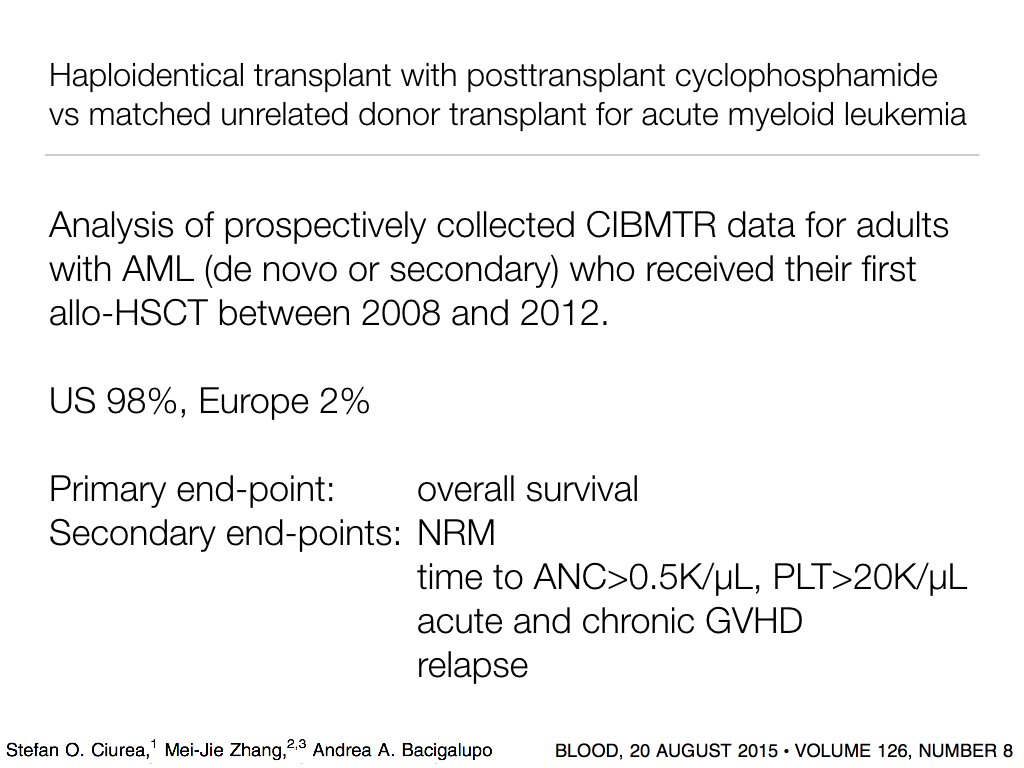 Haploidentical transplant with posttransplant cyclophosphamide
vs matched unrelated donor transplant for acute myeloid leukemia
Analysis of prospectively collected CIBMTR data for adults
with AML (de novo or secondary) who received their first
allo-HSCT between 2008 and 2012.
US 98%, Europe 2%
Primary end-point: overall survival
Secondary end-points: NRM
time to ANC>0.5K/µL, PLT>20K/µL
acute and chronic GVHD
relapse
Stefan O. Ciurea,1 Mei-Jie Zhang,2,3 Andrea A. Bacigalupo
BLOOD, 20 AUGUST 2015 • VOLUME 126, NUMBER 8